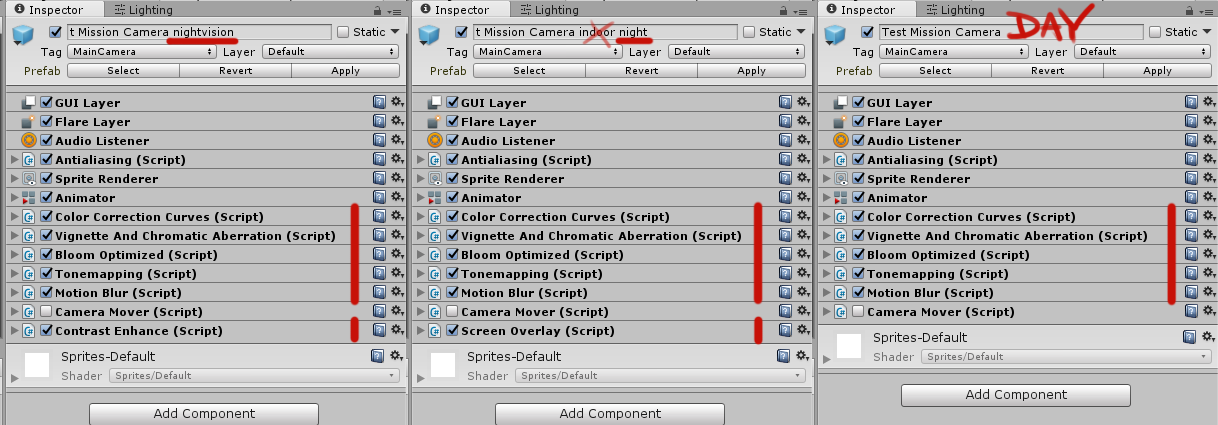 Inspector
Lighting
t Mission Camera nightvision
Static
Tag
MainCamera
Layer
Default
Prefab
Select
Revert
Apply
GUI Layer
Flare Layer
Audio Listener
Antialiasing (Script)
Sprite Renderer
Animator
Color Correction Curves (Script)
Vignette And Chromatic Aberration (Script)
Bloom Optimized (Script)
Tonemapping (Script)
Motion Blur (Script)
Camera Mover (Script)
Contrast Enhance (Script)
Sprites-Default
Shader
Sprites/Default
Add Component
Inspector
Lighting
t Mission Camera indoor night
Static
Tag
MainCamera
Layer
Default
Prefab
Select
Revert
Apply
GUI Layer
Flare Layer
Audio Listener
Antialiasing (Script)
Sprite Renderer
Animator
Color Correction Curves (Script)
Vignette And Chromatic Aberration (Script)
Bloom Optimized (Script)
Tonemapping (Script)
Motion Blur (Script)
Camera Mover (Script)
Screen Overlay (Script)
Sprites-Default
Shader
Sprites/Default
Add Component
Inspector
Lighting
Test Mission Camera
DAY
Static
Tag
MainCamera
Layer
Default
Prefab
Select
Revert
Apply
GUI Layer
Flare Layer
Audio Listener
Antialiasing (Script)
Sprite Renderer
Animator
Color Correction Curves (Script)
Vignette And Chromatic Aberration (Script)
Bloom Optimized (Script)
Tonemapping (Script)
Motion Blur (Script)
Camera Mover (Script)
Sprites-Default
Shader
Sprites/Default
Add Component